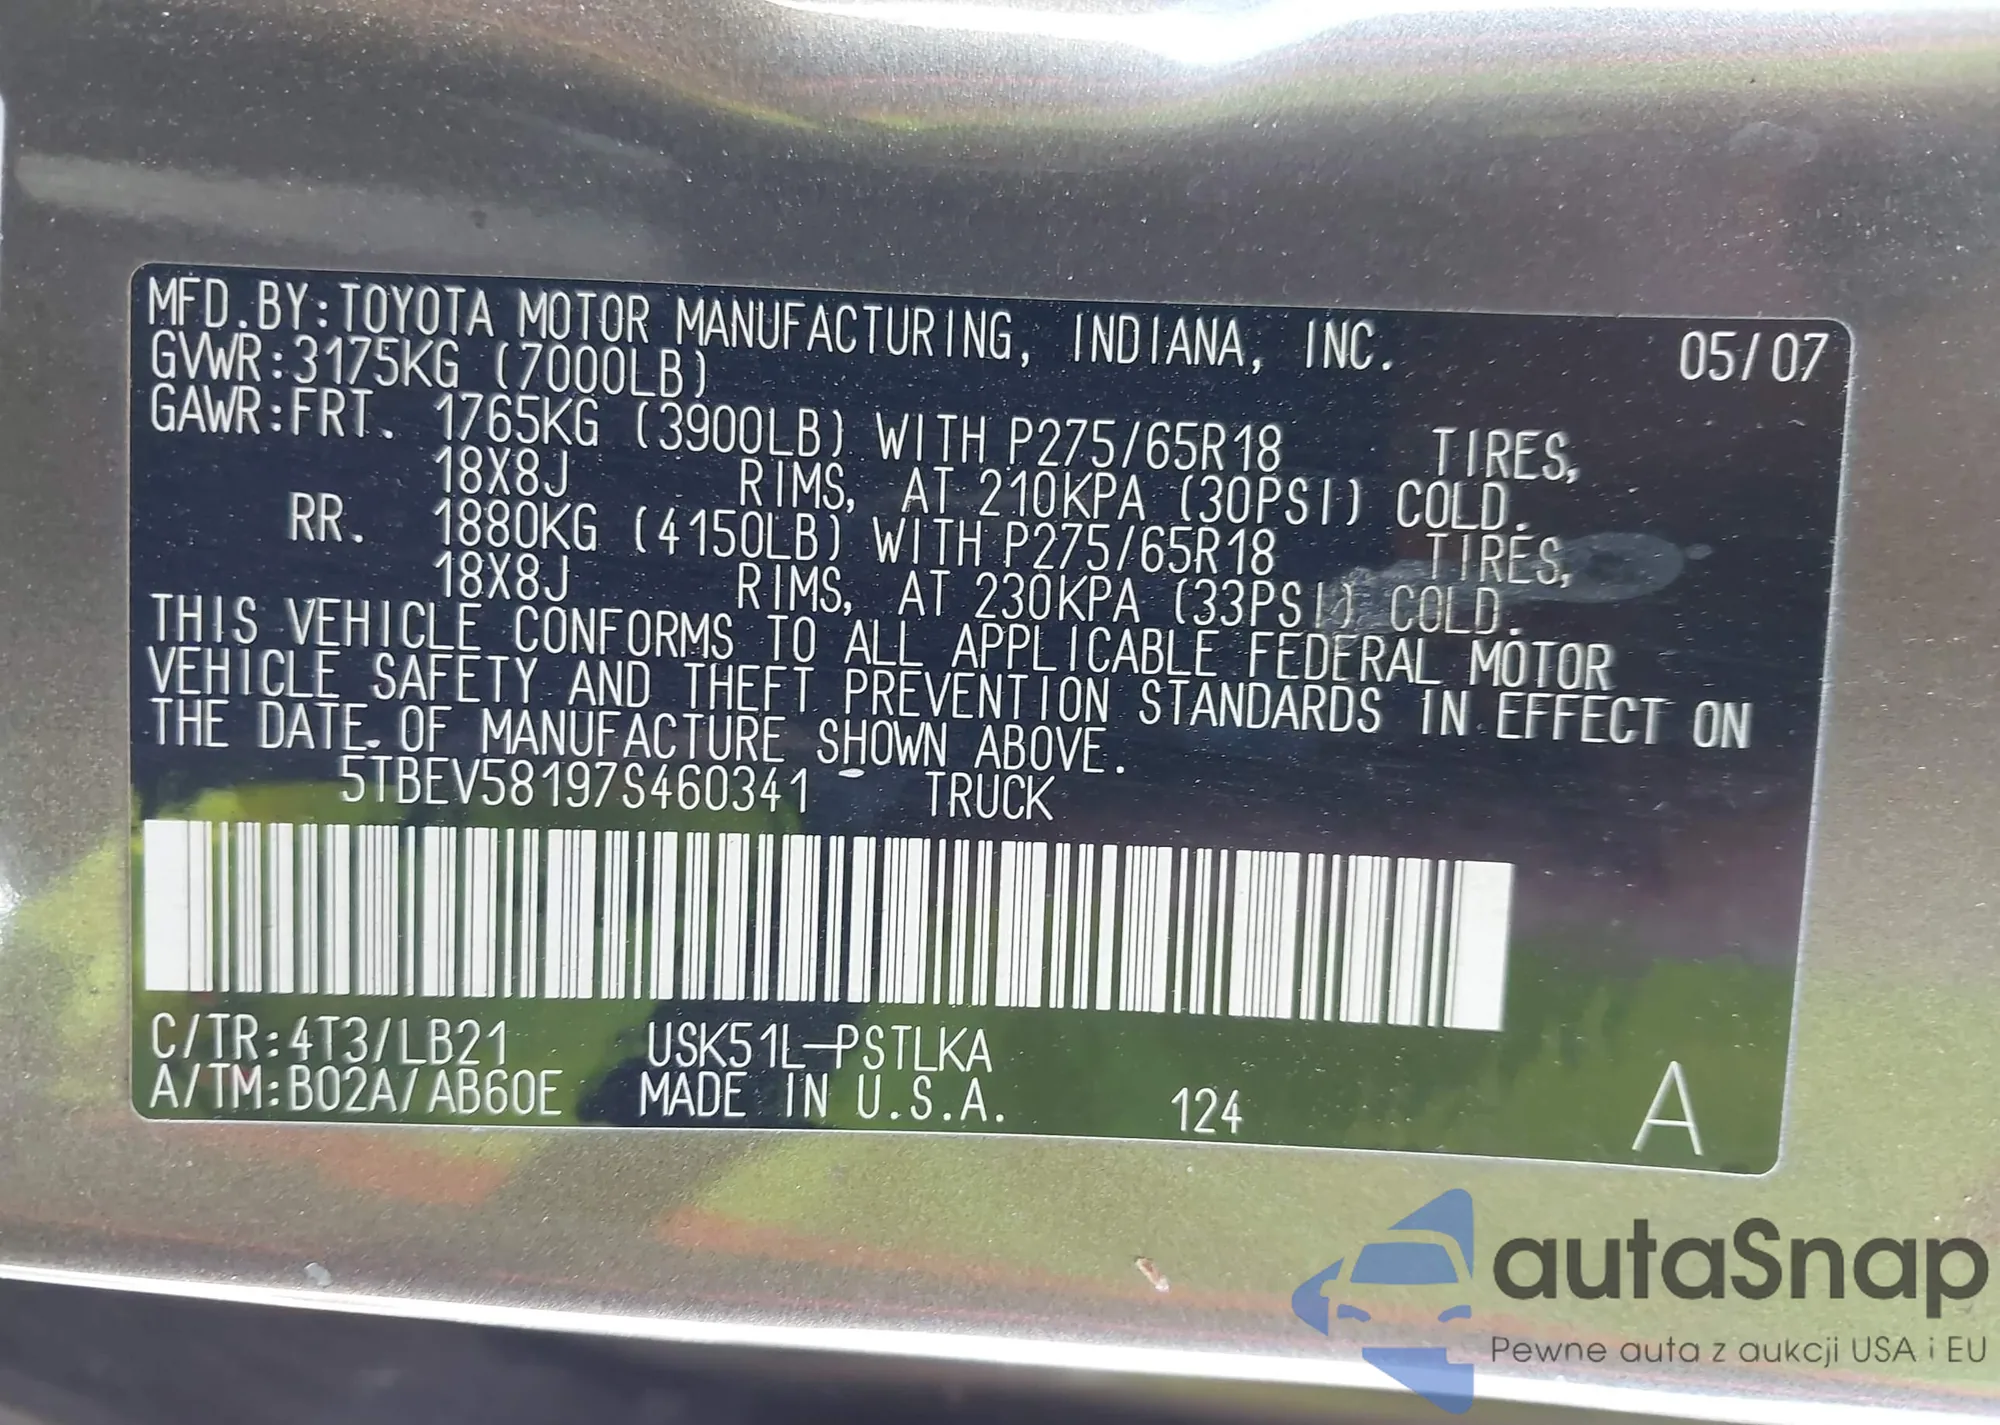 MFD.BY:TOYOTA MOTOR MANUFACTURING, INDIANA, INC. 05/07
GVWR:3175KG (7000LB)
GAWR:FRT. 1765KG (3900LB) WITH P275/65R18 TIRES,
18X8J RIMS, AT 210KPA (30PSI) COLD.
RR. 1880KG (4150LB) WITH P275/65R18 TIRES,
18X8J RIMS, AT 230KPA (33PSI) COLD.
THIS VEHICLE CONFORMS TO ALL APPLICABLE FEDERAL MOTOR
VEHICLE SAFETY AND THEFT PREVENTION STANDARDS IN EFFECT ON
THE DATE OF MANUFACTURE SHOWN ABOVE.
5TBEV58197S460341 TRUCK
C/TR:4T3/LB21 USK51L-PSTLKA
A/TM:B02A/AB60E MADE IN U.S.A. 124 A
autaSnap
Pewne auta z aukcji USA i EU